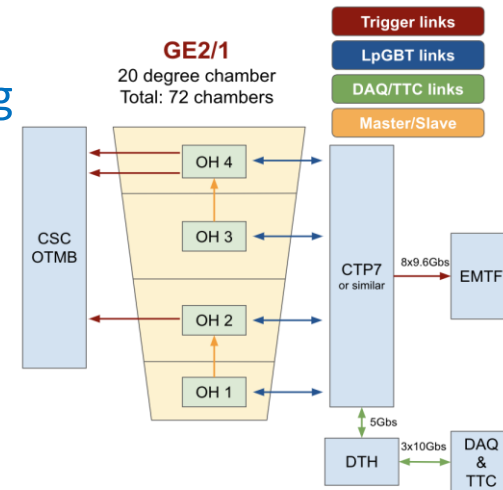 g
GE2/1
20 degree chamber
Total: 72 chambers
Trigger links
LpGBT links
DAQ/TTC links
Master/Slave
CSC
OTMB
OH 4
OH 3
OH 2
OH 1
CTP7
or similar
8x9.6Gbs
EMTF
5Gbs
DTH
3x10Gbs
DAQ
&
TTC